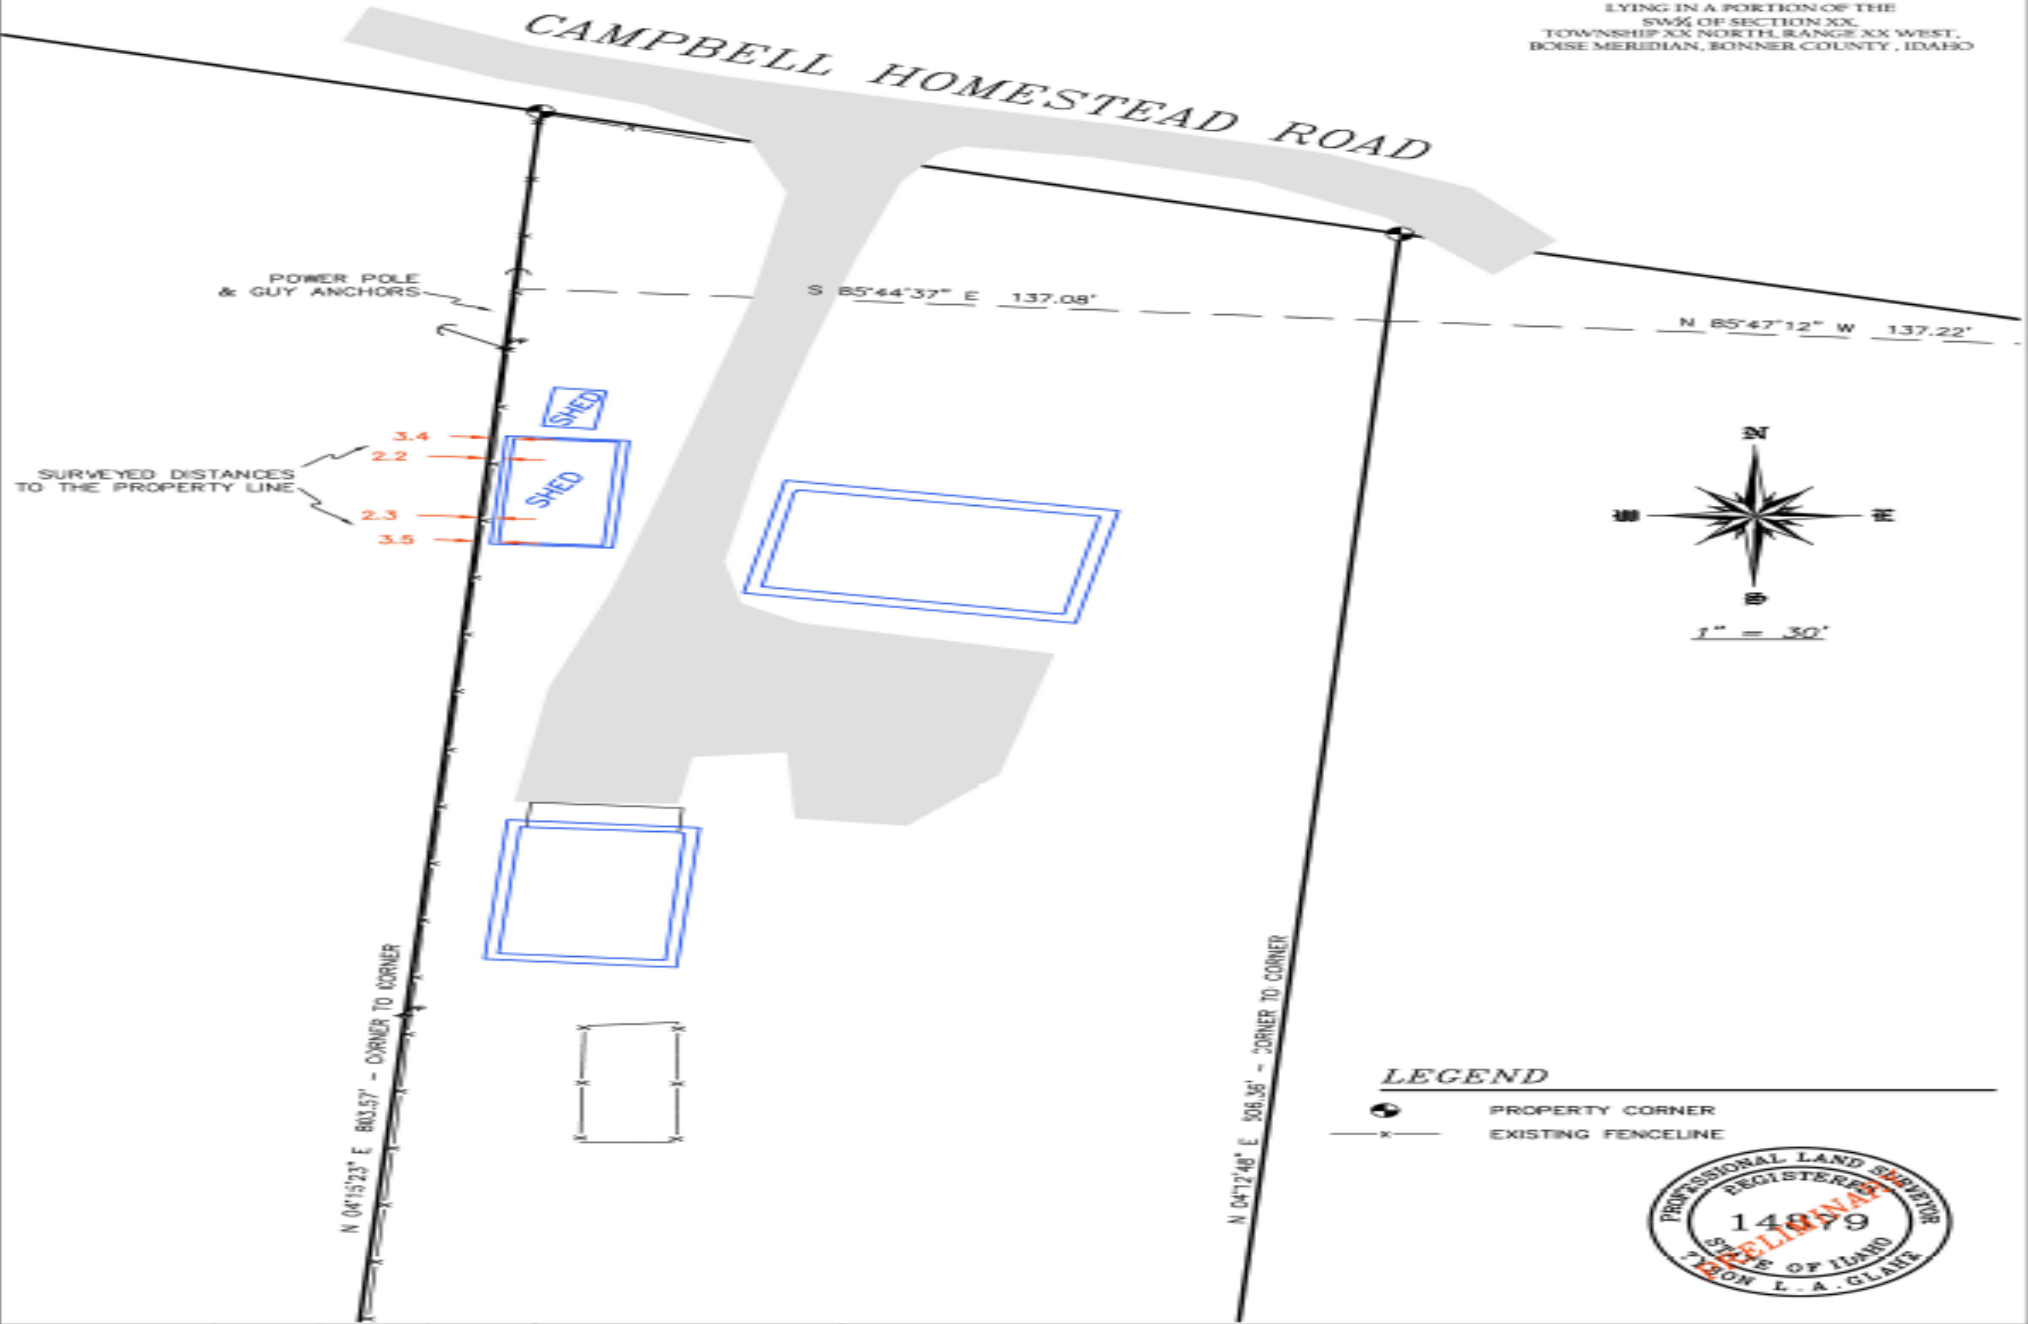 LYING IN A PORTION OF THE
SW¼ OF SECTION XX,
TOWNSHIP XX NORTH, RANGE XX WEST,
BOISE MERIDIAN, BONNER COUNTY , IDAHO
CAMPBELL HOMESTEAD ROAD
POWER POLE
& GUY ANCHORS
S 85°44'37" E 137.08'
N 85°47'12" W 137.22'
SHED
3.4
2.2
SURVEYED DISTANCES
TO THE PROPERTY LINE
SHED
2.3
3.5
N
W
E
S
1" = 30'
N 04°15'23" E 803.57' - CORNER TO CORNER
N 04°12'48" E - CORNER TO CORNER
LEGEND
PROPERTY CORNER
EXISTING FENCELINE
PROFESSIONAL LAND SURVEYOR
REGISTERED
14879
PRELIMINARY
STATE OF IDAHO
TYSON L.A. GLAHE